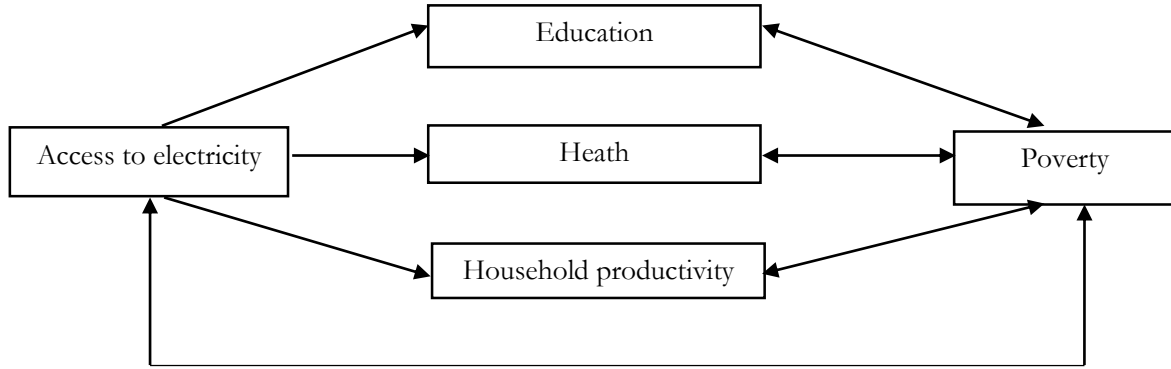 Education
Access to electricity
Heath
Poverty
Household productivity